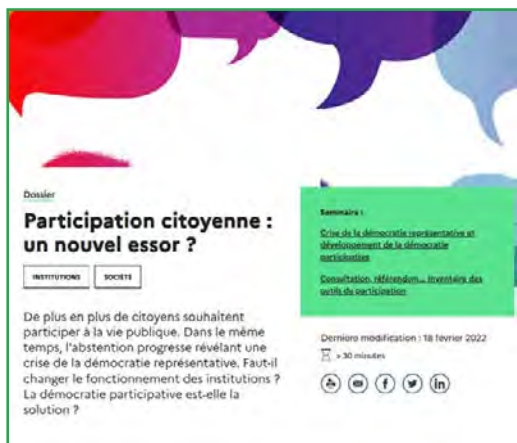 Dossier
Participation citoyenne :
un nouvel essor ?
INSTITUTIONS SOCIÉTÉ
De plus en plus de citoyens souhaitent
participer à la vie publique. Dans le même
temps, l'abstention progresse révélant une
crise de la démocratie représentative. Faut-il
changer le fonctionnement des institutions ?
La démocratie participative est-elle la
solution ?
Sommaire :
Crise de la démocratie représentative et
développement de la démocratie
participative
Consultation, référendum... Inventaire des
outils de participation
Dernière modification : 18 février 2022
> 30 minutes